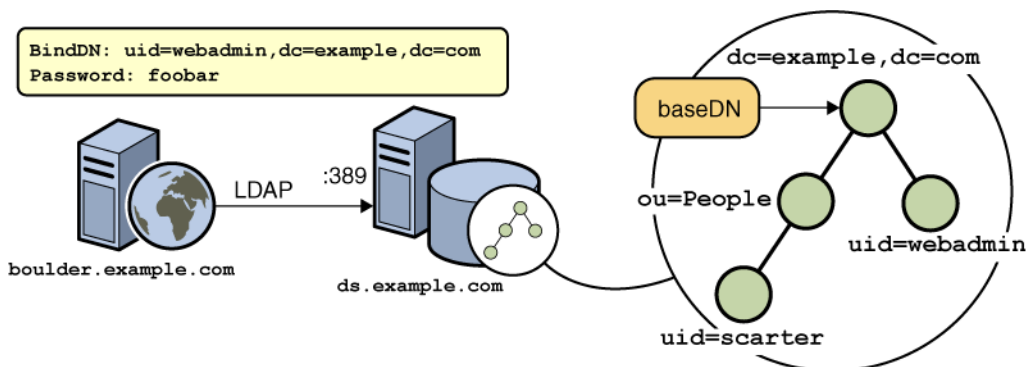 BindDN: uid=webadmin,dc=example,dc=com
Password: foobar
dc=example,dc=com
baseDN
:389
LDAP
ou=People
uid=webadmin
boulder.example.com
ds.example.com
uid=scarter